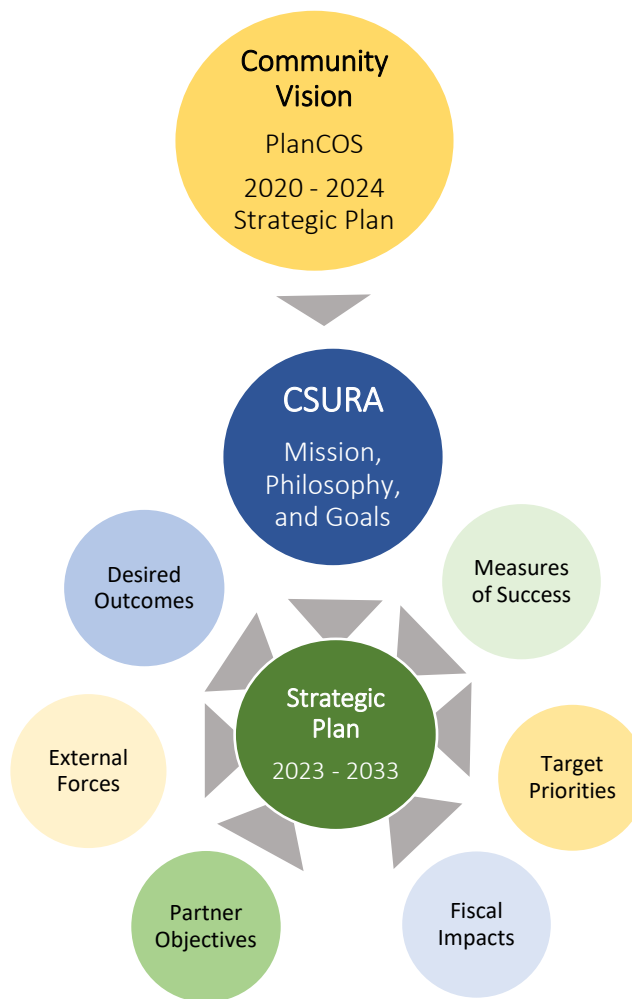 Community
Vision
PlanCOS
2020 - 2024
Strategic Plan
CSURA
Mission,
Philosophy,
and Goals
Desired
Outcomes
Measures
of Success
Strategic
Plan
2023 - 2033
External
Forces
Target
Priorities
Partner
Objectives
Fiscal
Impacts